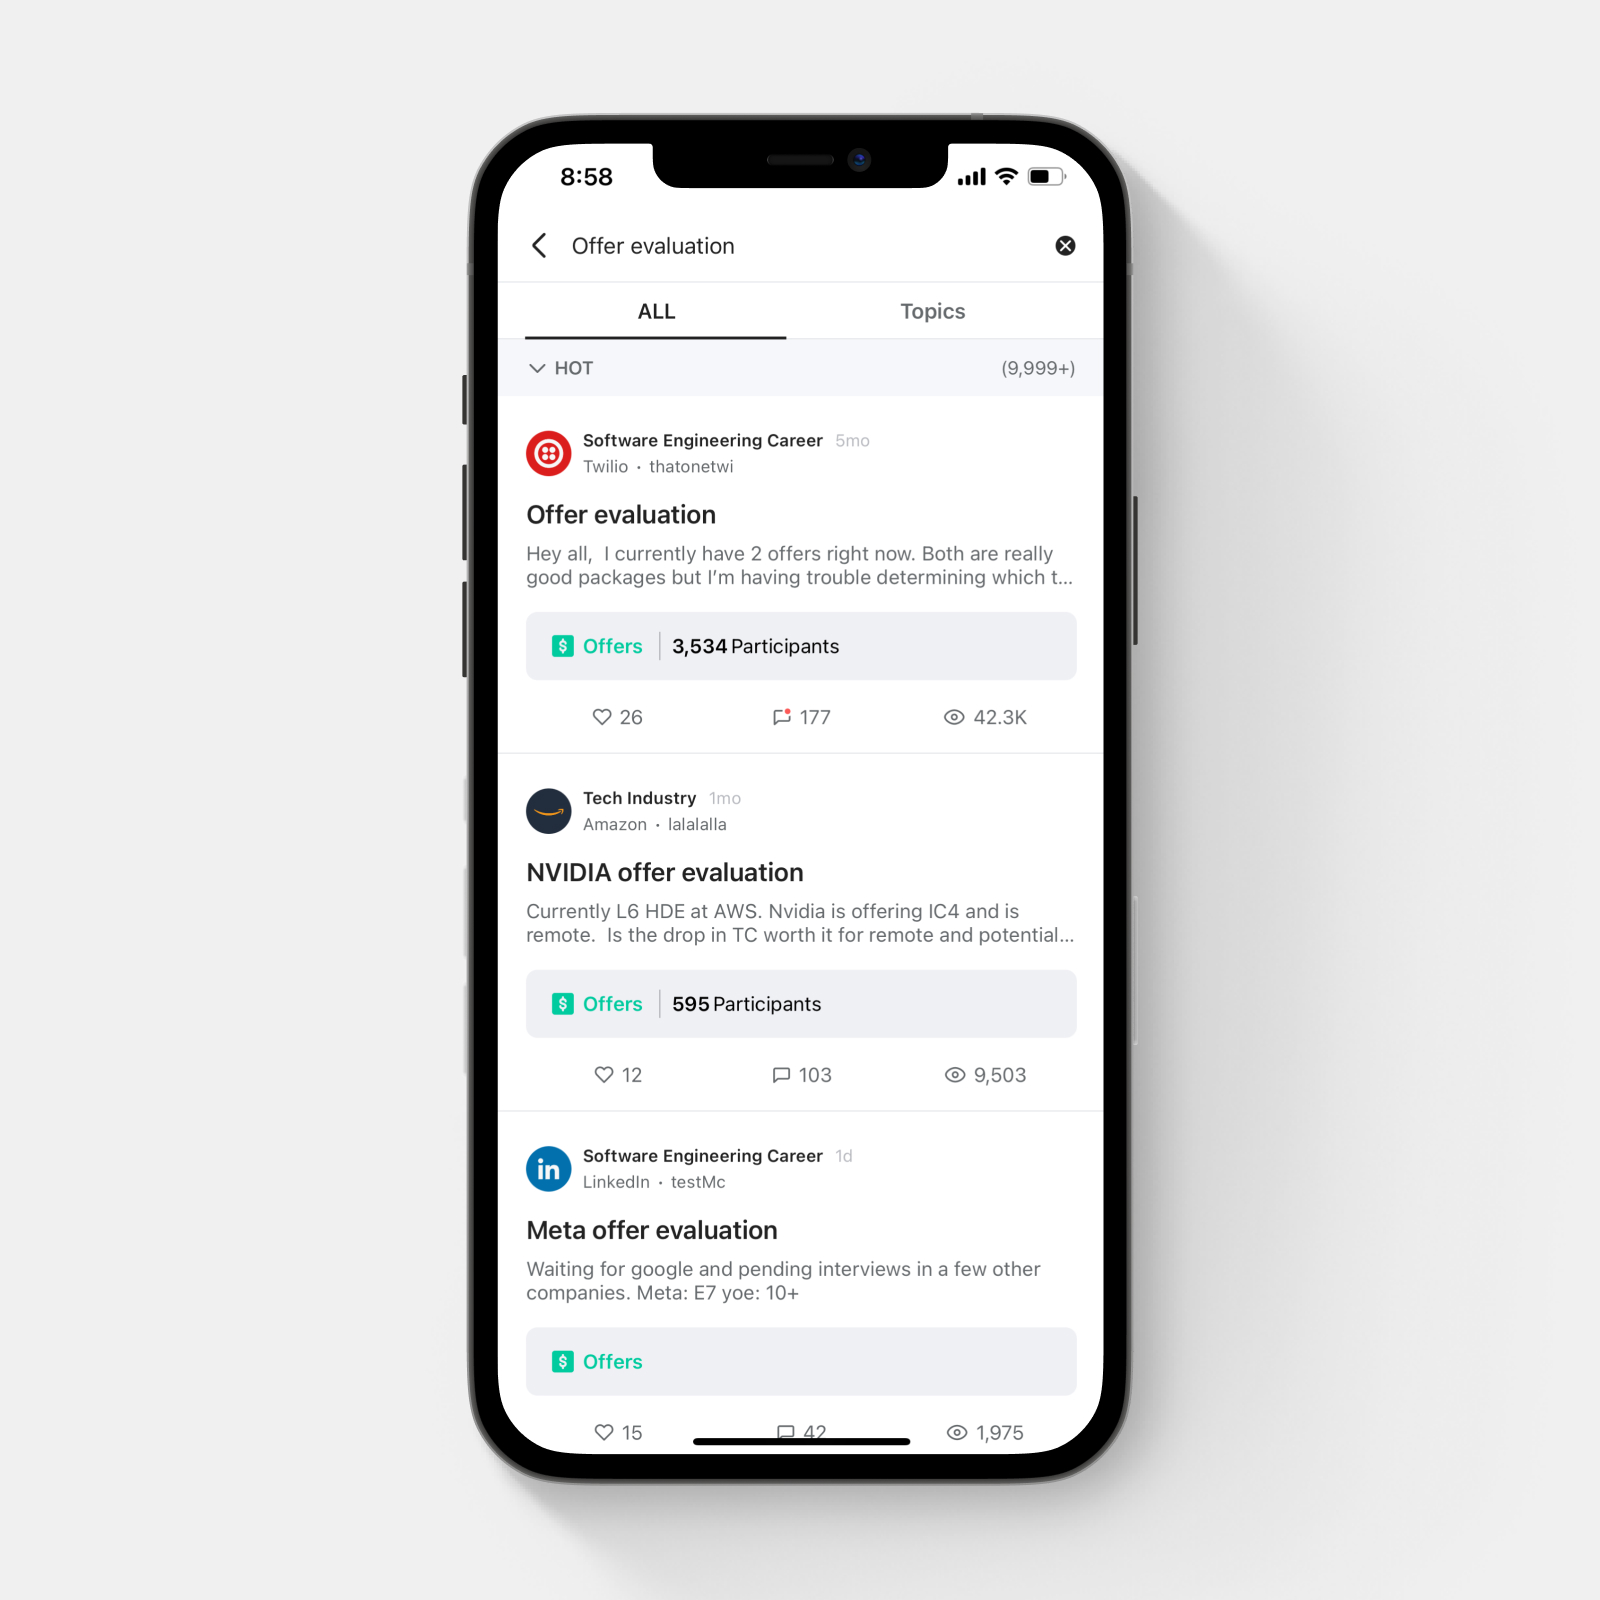 8:58
Offer evaluation
ALL
Topics
HOT
(9,999+)
Software Engineering Career 5mo
Twilio • thatonetwi
Offer evaluation
Hey all,  I currently have 2 offers right now. Both are really
good packages but I'm having trouble determining which t...
$ Offers | 3,534 Participants
26
177
42.3K
Tech Industry 1mo
Amazon • lalalalla
NVIDIA offer evaluation
Currently L6 HDE at AWS. Nvidia is offering IC4 and is
remote.  Is the drop in TC worth it for remote and potential...
$ Offers | 595 Participants
12
103
9,503
in
Software Engineering Career 1d
LinkedIn • testMc
Meta offer evaluation
Waiting for google and pending interviews in a few other
companies. Meta: E7 yoe: 10+
$ Offers
15
42
1,975